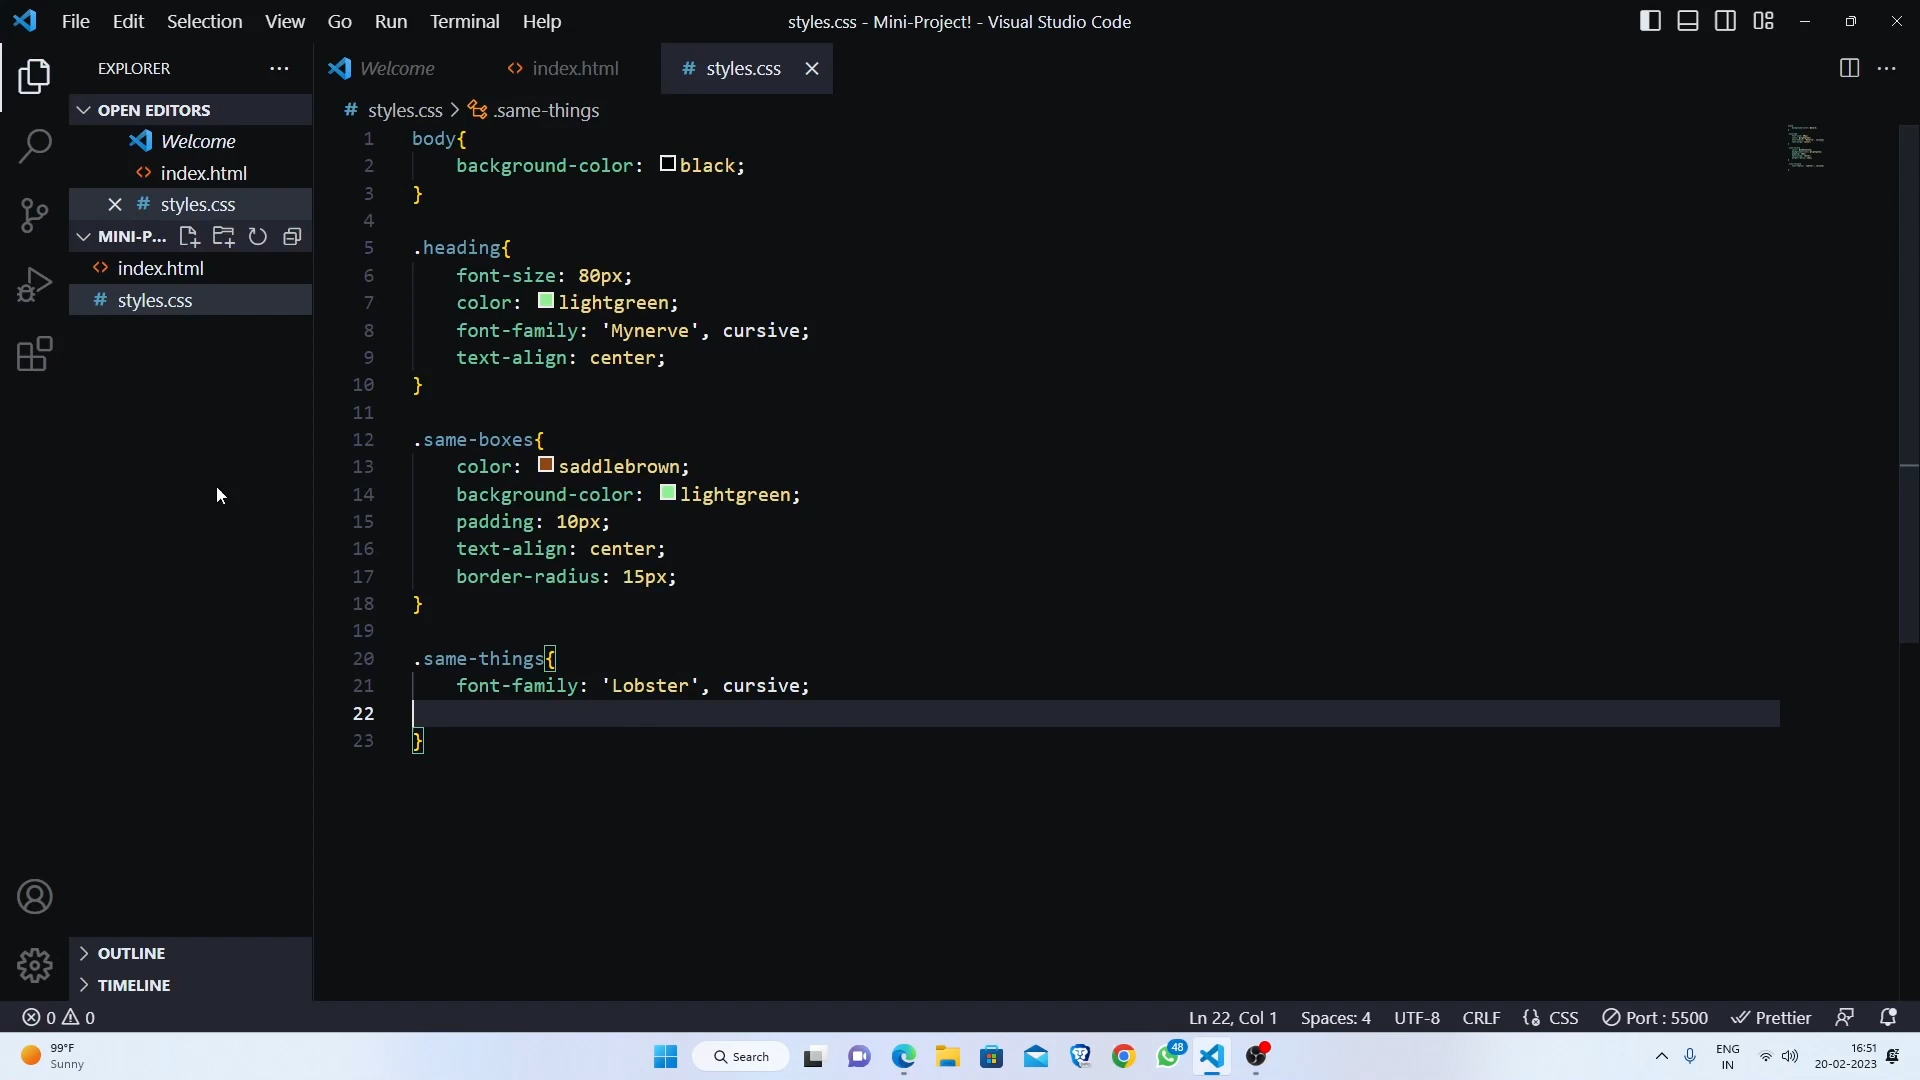 File Edit Selection View Go Run Terminal Help
styles.css - Mini-Project! - Visual Studio Code
EXPLORER
Welcome
index.html
# styles.css
OPEN EDITORS
Welcome
index.html
# styles.css
MINI-P...
index.html
# styles.css
# styles.css > .same-things
1 body{
2 background-color: black;
3 }
4
5 .heading{
6 font-size: 80px;
7 color: lightgreen;
8 font-family: 'Mynerve', cursive;
9 text-align: center;
10 }
11
12 .same-boxes{
13 color: saddlebrown;
14 background-color: lightgreen;
15 padding: 10px;
16 text-align: center;
17 border-radius: 15px;
18 }
19
20 .same-things{
21 font-family: 'Lobster', cursive;
22
23 }
OUTLINE
TIMELINE
0 0
Ln 22, Col 1 Spaces: 4 UTF-8 CRLF CSS Port : 5500 Prettier
99°F
Sunny
Search
48
ENG
IN
16:51
20-02-2023